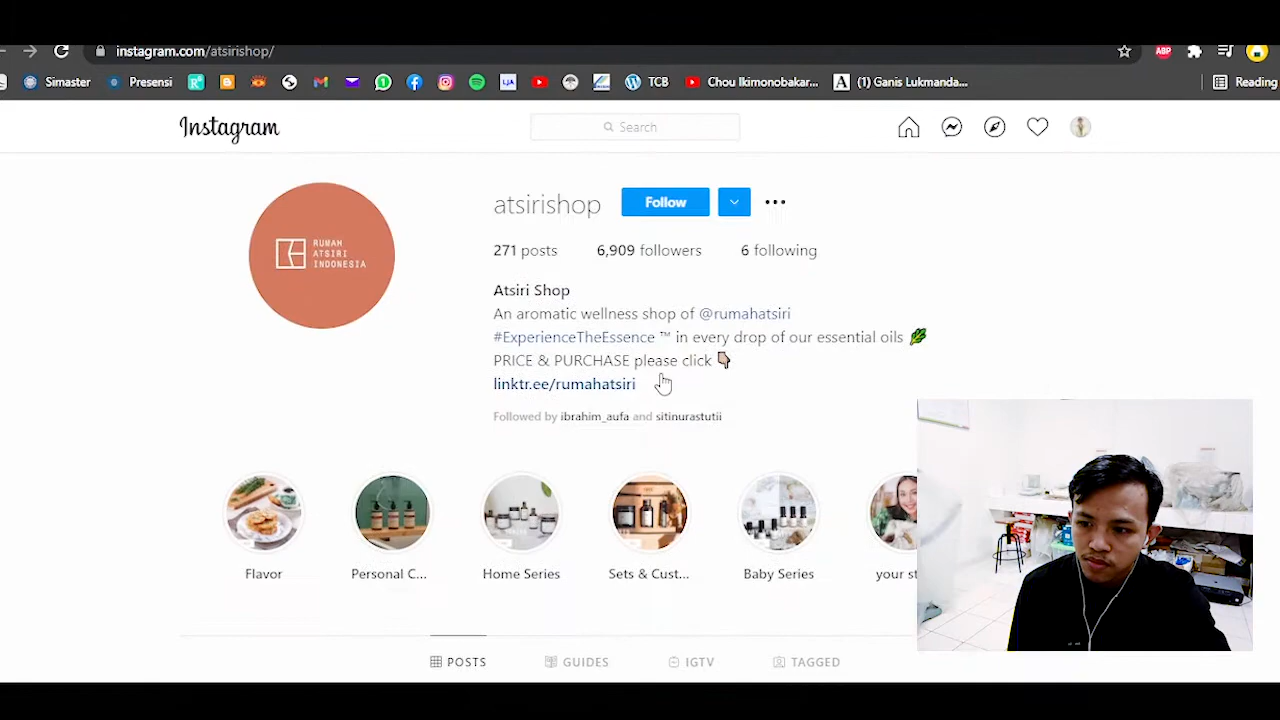 instagram.com/atsirishop/
Simaster Presensi TCB Chou Ikimonobakar... (1) Ganis Lukmanda... Reading
Instagram
Search
RUMAH
ATSIRI
INDONESIA
atsirishop Follow
271 posts 6,909 followers 6 following
Atsiri Shop
An aromatic wellness shop of @rumahatsiri
#ExperienceTheEssence ™ in every drop of our essential oils 🌿
PRICE & PURCHASE please click 👇🏽
linktr.ee/rumahatsiri
Followed by ibrahim_aufa and sitinurastutii
Flavor Personal C... Home Series Sets & Cust... Baby Series your st
POSTS GUIDES IGTV TAGGED